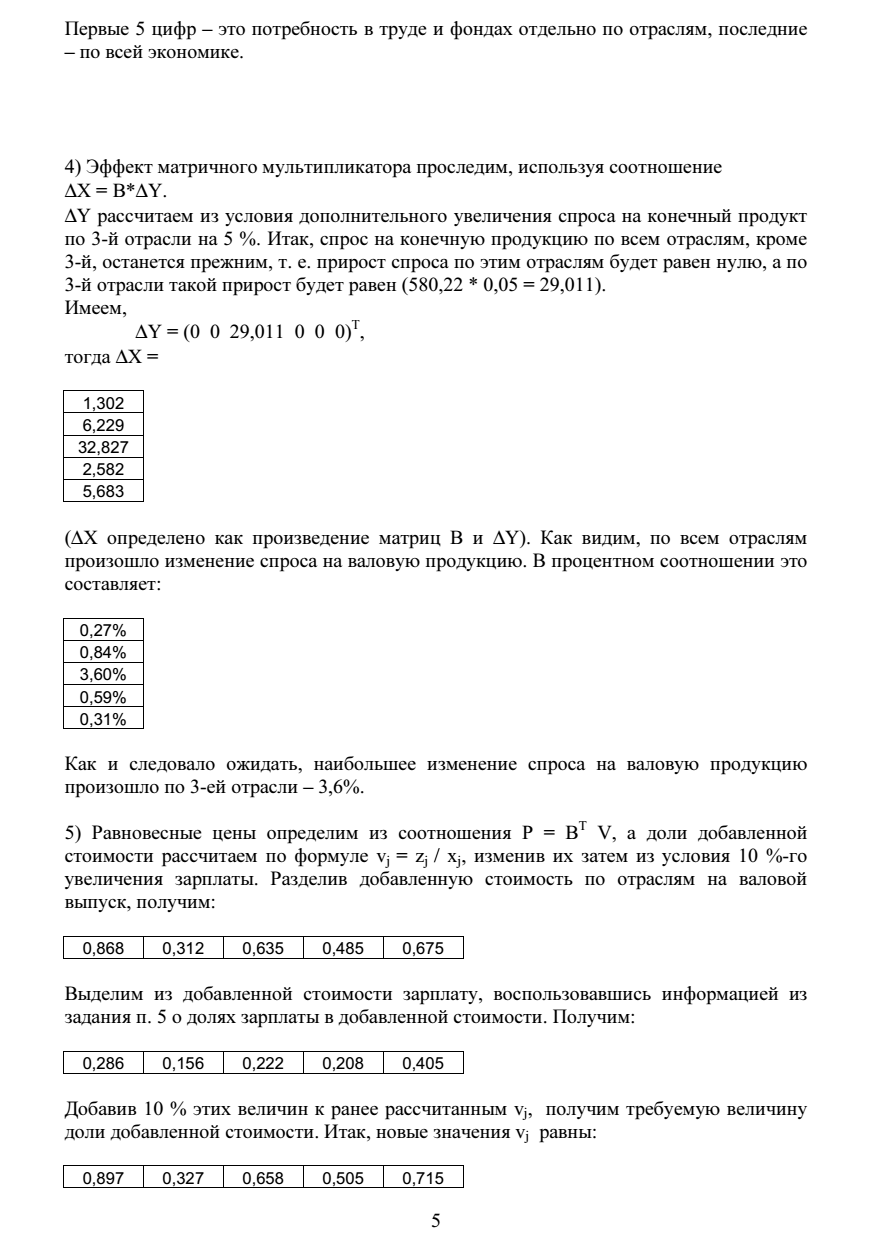 Первые 5 цифр – это потребность в труде и фондах отдельно по отраслям, последние
– по всей экономике.
4) Эффект матричного мультипликатора проследим, используя соотношение
ΔX = B*ΔY.
ΔY рассчитаем из условия дополнительного увеличения спроса на конечный продукт
по 3-й отрасли на 5 %. Итак, спрос на конечную продукцию по всем отраслям, кроме
3-й, останется прежним, т. е. прирост спроса по этим отраслям будет равен нулю, а по
3-й отрасли такой прирост будет равен (580,22 * 0,05 = 29,011).
Имеем,
ΔY = (0 0 29,011 0 0 0)ᵀ,
тогда ΔX =
1,302
6,229
32,827
2,582
5,683
(ΔX определено как произведение матриц B и ΔY). Как видим, по всем отраслям
произошло изменение спроса на валовую продукцию. В процентном соотношении это
составляет:
0,27%
0,84%
3,60%
0,59%
0,31%
Как и следовало ожидать, наибольшее изменение спроса на валовую продукцию
произошло по 3-ей отрасли – 3,6%.
5) Равновесные цены определим из соотношения P = Bᵀ V, а доли добавленной
стоимости рассчитаем по формуле vⱼ = zⱼ / xⱼ, изменив их затем из условия 10 %-го
увеличения зарплаты. Разделив добавленную стоимость по отраслям на валовой
выпуск, получим:
0,868 0,312 0,635 0,485 0,675
Выделим из добавленной стоимости зарплату, воспользовавшись информацией из
задания п. 5 о долях зарплаты в добавленной стоимости. Получим:
0,286 0,156 0,222 0,208 0,405
Добавив 10 % этих величин к ранее рассчитанным vⱼ, получим требуемую величину
доли добавленной стоимости. Итак, новые значения vⱼ равны:
0,897 0,327 0,658 0,505 0,715
5